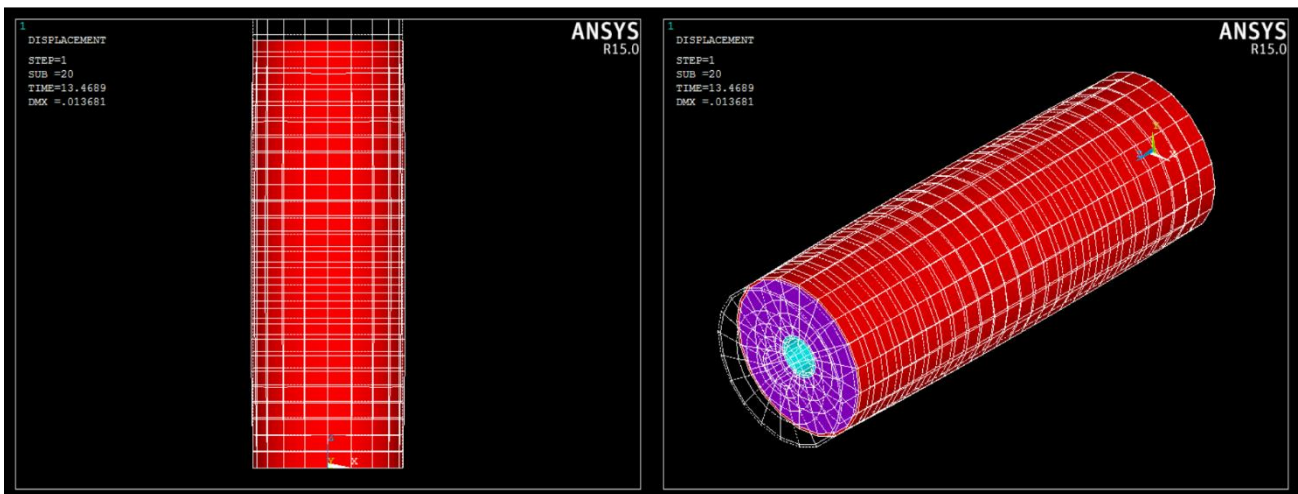 1
ANSYS
R15.0
DISPLACEMENT
STEP=1
SUB =20
TIME=13.4689
DMX =.013681
Y
X
1
ANSYS
R15.0
DISPLACEMENT
STEP=1
SUB =20
TIME=13.4689
DMX =.013681
X